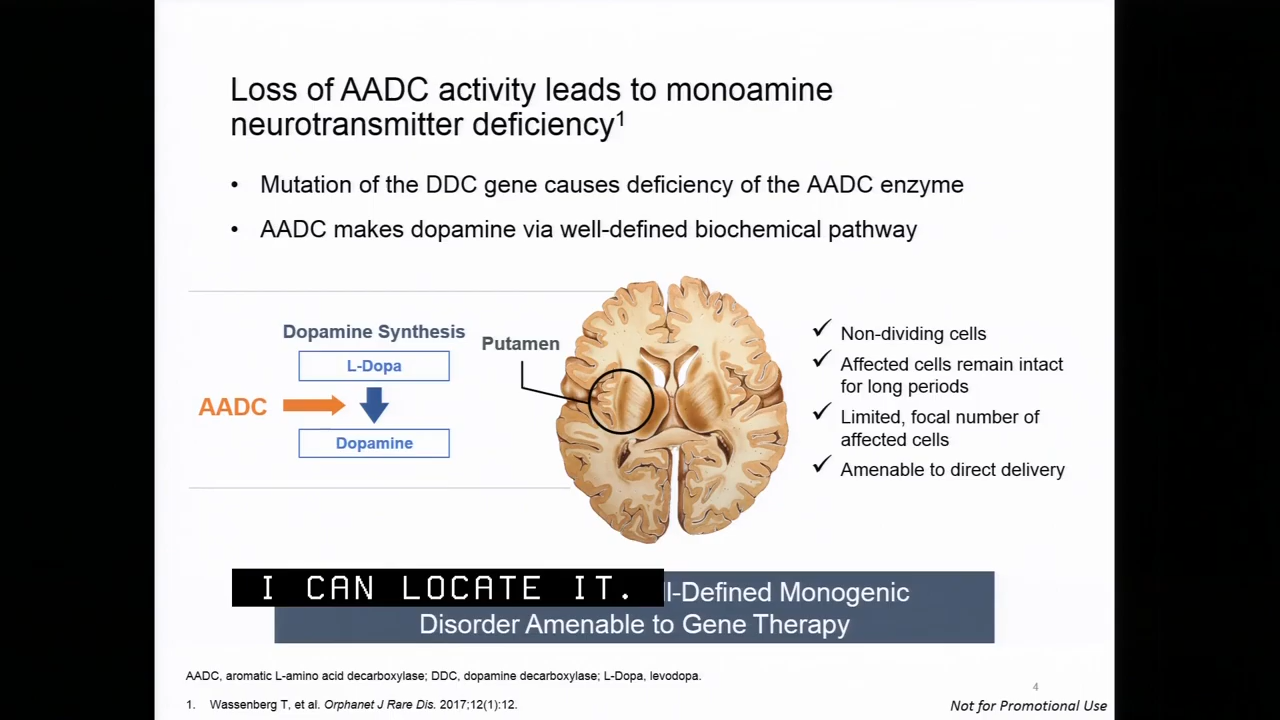 Loss of AADC activity leads to monoamine
neurotransmitter deficiency1
• Mutation of the DDC gene causes deficiency of the AADC enzyme
• AADC makes dopamine via well-defined biochemical pathway
Dopamine Synthesis
L-Dopa
AADC
Dopamine
Putamen
✓ Non-dividing cells
✓ Affected cells remain intact
for long periods
✓ Limited, focal number of
affected cells
✓ Amenable to direct delivery
I CAN LOCATE IT.
ll-Defined Monogenic
Disorder Amenable to Gene Therapy
AADC, aromatic L-amino acid decarboxylase; DDC, dopamine decarboxylase; L-Dopa, levodopa.
1. Wassenberg T, et al. Orphanet J Rare Dis. 2017;12(1):12.
4
Not for Promotional Use